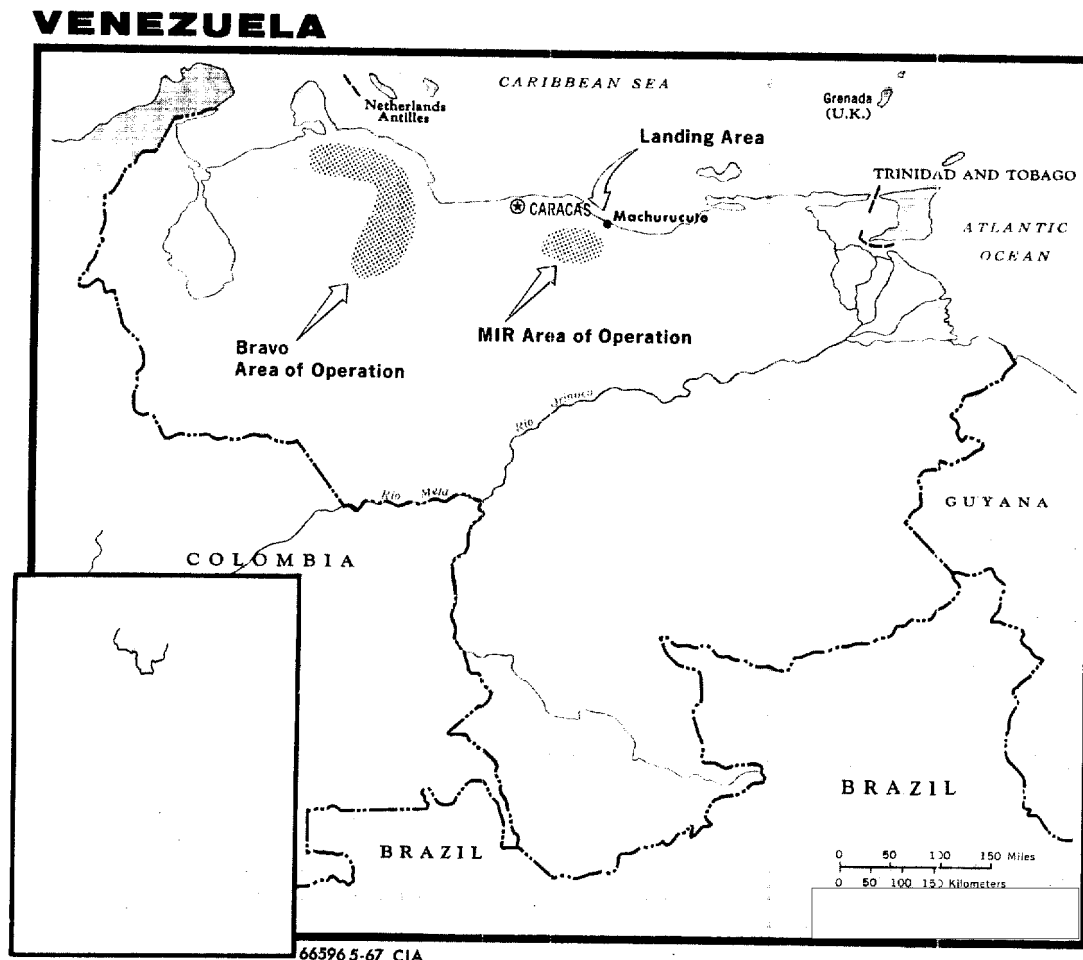 VENEZUELA
CARIBBEAN SEA
Netherlands
Antilles
Grenada
(U.K.)
Landing Area
TRINIDAD AND TOBAGO
CARACAS
Machurucuto
ATLANTIC
OCEAN
Bravo
Area of Operation
MIR Area of Operation
Rio
Rio Meta
GUYANA
COLOMBIA
BRAZIL
BRAZIL
0 50 100 150 Miles
0 50 100 150 Kilometers
66596 5-67 CIA